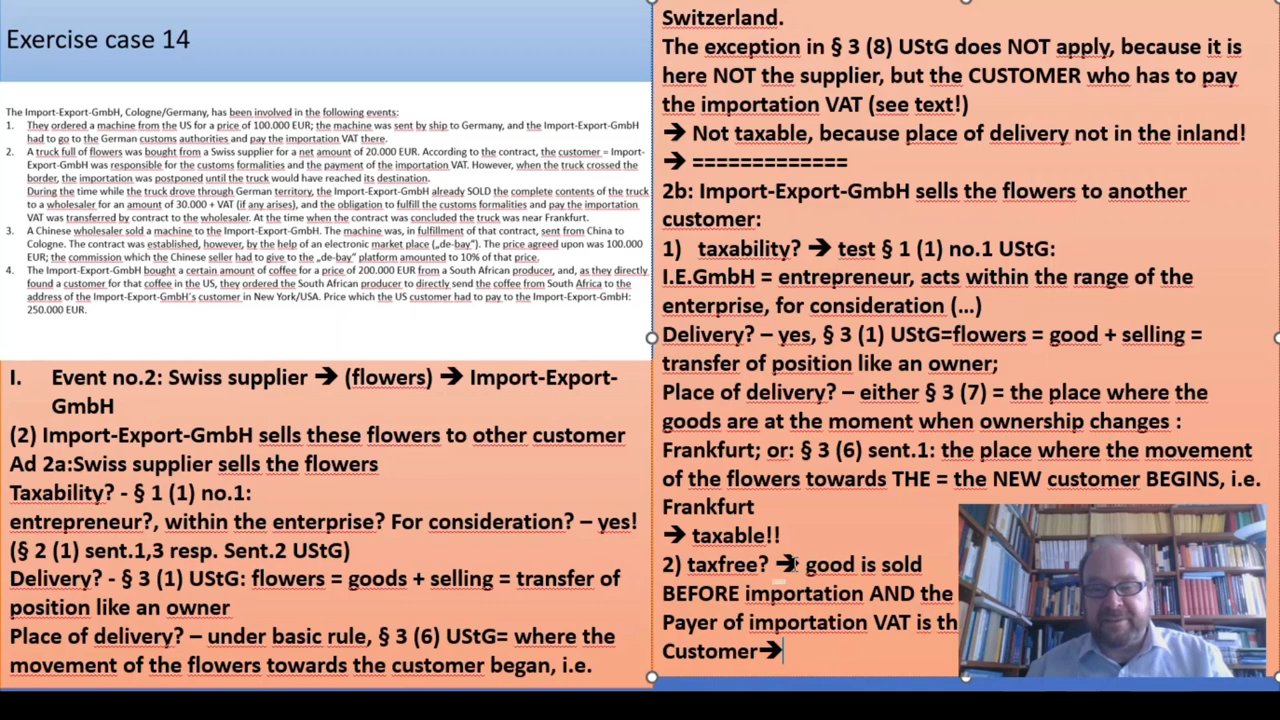 Exercise case 14
The Import-Export-GmbH, Cologne/Germany, has been involved in the following events:
1. They ordered a machine from the US for a price of 100.000 EUR; the machine was sent by ship to Germany, and the Import-Export-GmbH
had to go to the German customs authorities and pay the importation VAT there.
2. A truck full of flowers was bought from a Swiss supplier for a net amount of 20.000 EUR. According to the contract, the customer = Import-
Export-GmbH was responsible for the customs formalities and the payment of the importation VAT. However, when the truck crossed the
border, the importation was postponed until the truck would have reached its destination.
During the time while the truck drove through German territory, the Import-Export-GmbH already SOLD the complete contents of the truck
to a wholesaler for an amount of 30.000 + VAT (if any arises), and the obligation to fulfill the customs formalities and pay the importation
VAT was transferred by contract to the wholesaler. At the time when the contract was concluded the truck was near Frankfurt.
3. A Chinese wholesaler sold a machine to the Import-Export-GmbH. The machine was, in fulfillment of that contract, sent from China to
Cologne. The contract was established, however, by the help of an electronic market place („de-bay"). The price agreed upon was 100.000
EUR; the commission which the Chinese seller had to give to the „de-bay" platform amounted to 10% of that price.
4. The Import-Export-GmbH bought a certain amount of coffee for a price of 200.000 EUR from a South African producer, and, as they directly
found a customer for that coffee in the US, they ordered the South African producer to directly send the coffee from South Africa to the
address of the Import-Export-GmbH´s customer in New York/USA. Price which the US customer had to pay to the Import-Export-GmbH:
250.000 EUR.
I. Event no.2: Swiss supplier ➔ (flowers) ➔ Import-Export-
GmbH
(2) Import-Export-GmbH sells these flowers to other customer
Ad 2a:Swiss supplier sells the flowers
Taxability? - § 1 (1) no.1:
entrepreneur?, within the enterprise? For consideration? – yes!
(§ 2 (1) sent.1,3 resp. Sent.2 UStG)
Delivery? - § 3 (1) UStG: flowers = goods + selling = transfer of
position like an owner
Place of delivery? – under basic rule, § 3 (6) UStG= where the
movement of the flowers towards the customer began, i.e.
Switzerland.
The exception in § 3 (8) UStG does NOT apply, because it is
here NOT the supplier, but the CUSTOMER who has to pay
the importation VAT (see text!)
➔ Not taxable, because place of delivery not in the inland!
➔ =============
2b: Import-Export-GmbH sells the flowers to another
customer:
1) taxability? ➔ test § 1 (1) no.1 UStG:
I.E.GmbH = entrepreneur, acts within the range of the
enterprise, for consideration (...)
Delivery? – yes, § 3 (1) UStG=flowers = good + selling =
transfer of position like an owner;
Place of delivery? – either § 3 (7) = the place where the
goods are at the moment when ownership changes :
Frankfurt; or: § 3 (6) sent.1: the place where the movement
of the flowers towards THE = the NEW customer BEGINS, i.e.
Frankfurt
➔ taxable!!
2) taxfree? ➔ good is sold
BEFORE importation AND the
Payer of importation VAT is th
Customer➔